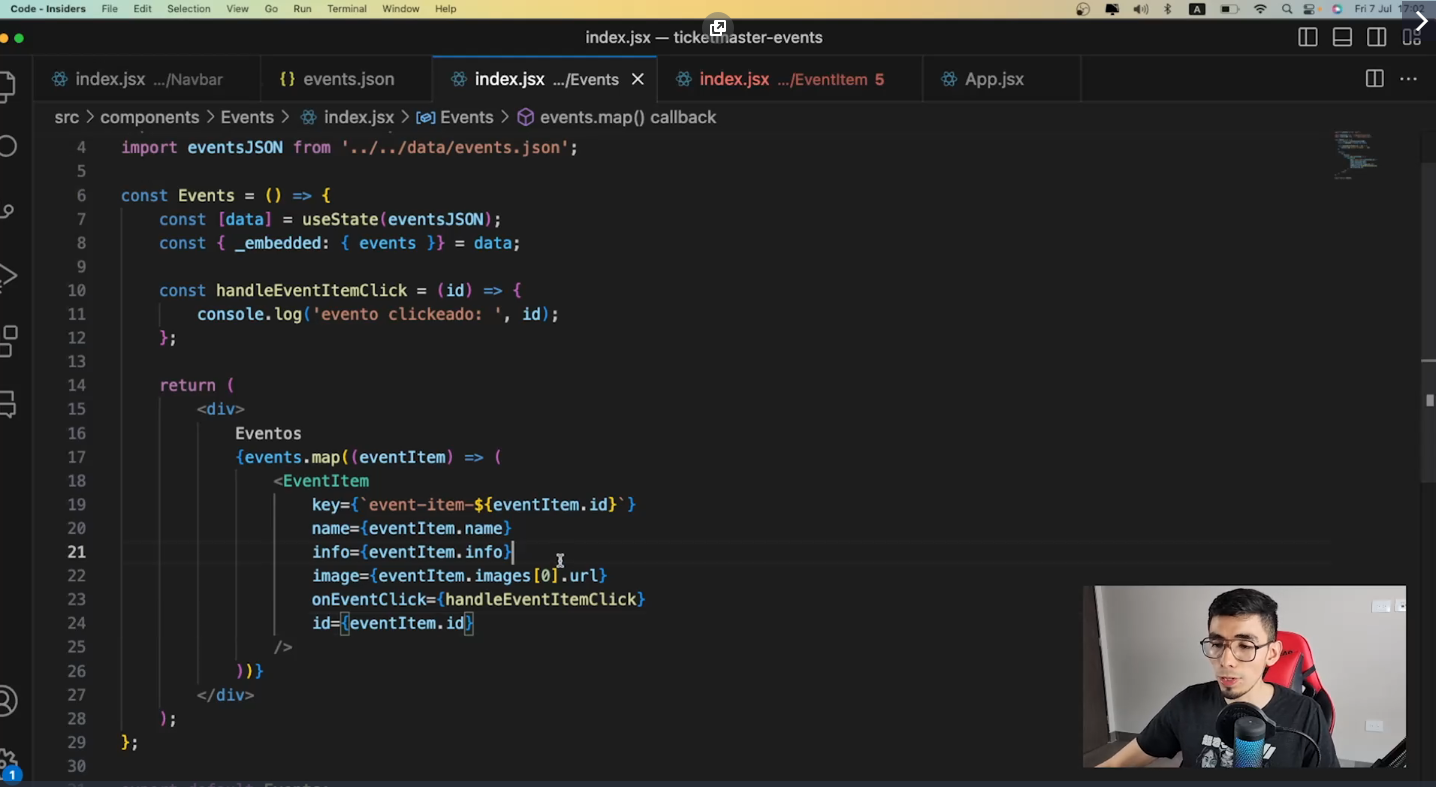 Code - Insiders File Edit Selection View Go Run Terminal Window Help A Fri 7 Jul 17:02
index.jsx — ticketmaster-events
index.jsx .../Navbar {} events.json index.jsx .../Events index.jsx .../EventItem 5 App.jsx
src > components > Events > index.jsx > Events > events.map() callback
4 import eventsJSON from '../../data/events.json';
5
6 const Events = () => {
7 const [data] = useState(eventsJSON);
8 const { _embedded: { events }} = data;
9
10 const handleEventItemClick = (id) => {
11 console.log('evento clickeado: ', id);
12 };
13
14 return (
15 <div>
16 Eventos
17 {events.map((eventItem) => (
18 <EventItem
19 key={`event-item-${eventItem.id}`}
20 name={eventItem.name}
21 info={eventItem.info}
22 image={eventItem.images[0].url}
23 onEventClick={handleEventItemClick}
24 id={eventItem.id}
25 />
26 ))}
27 </div>
28 );
29 };
30
1